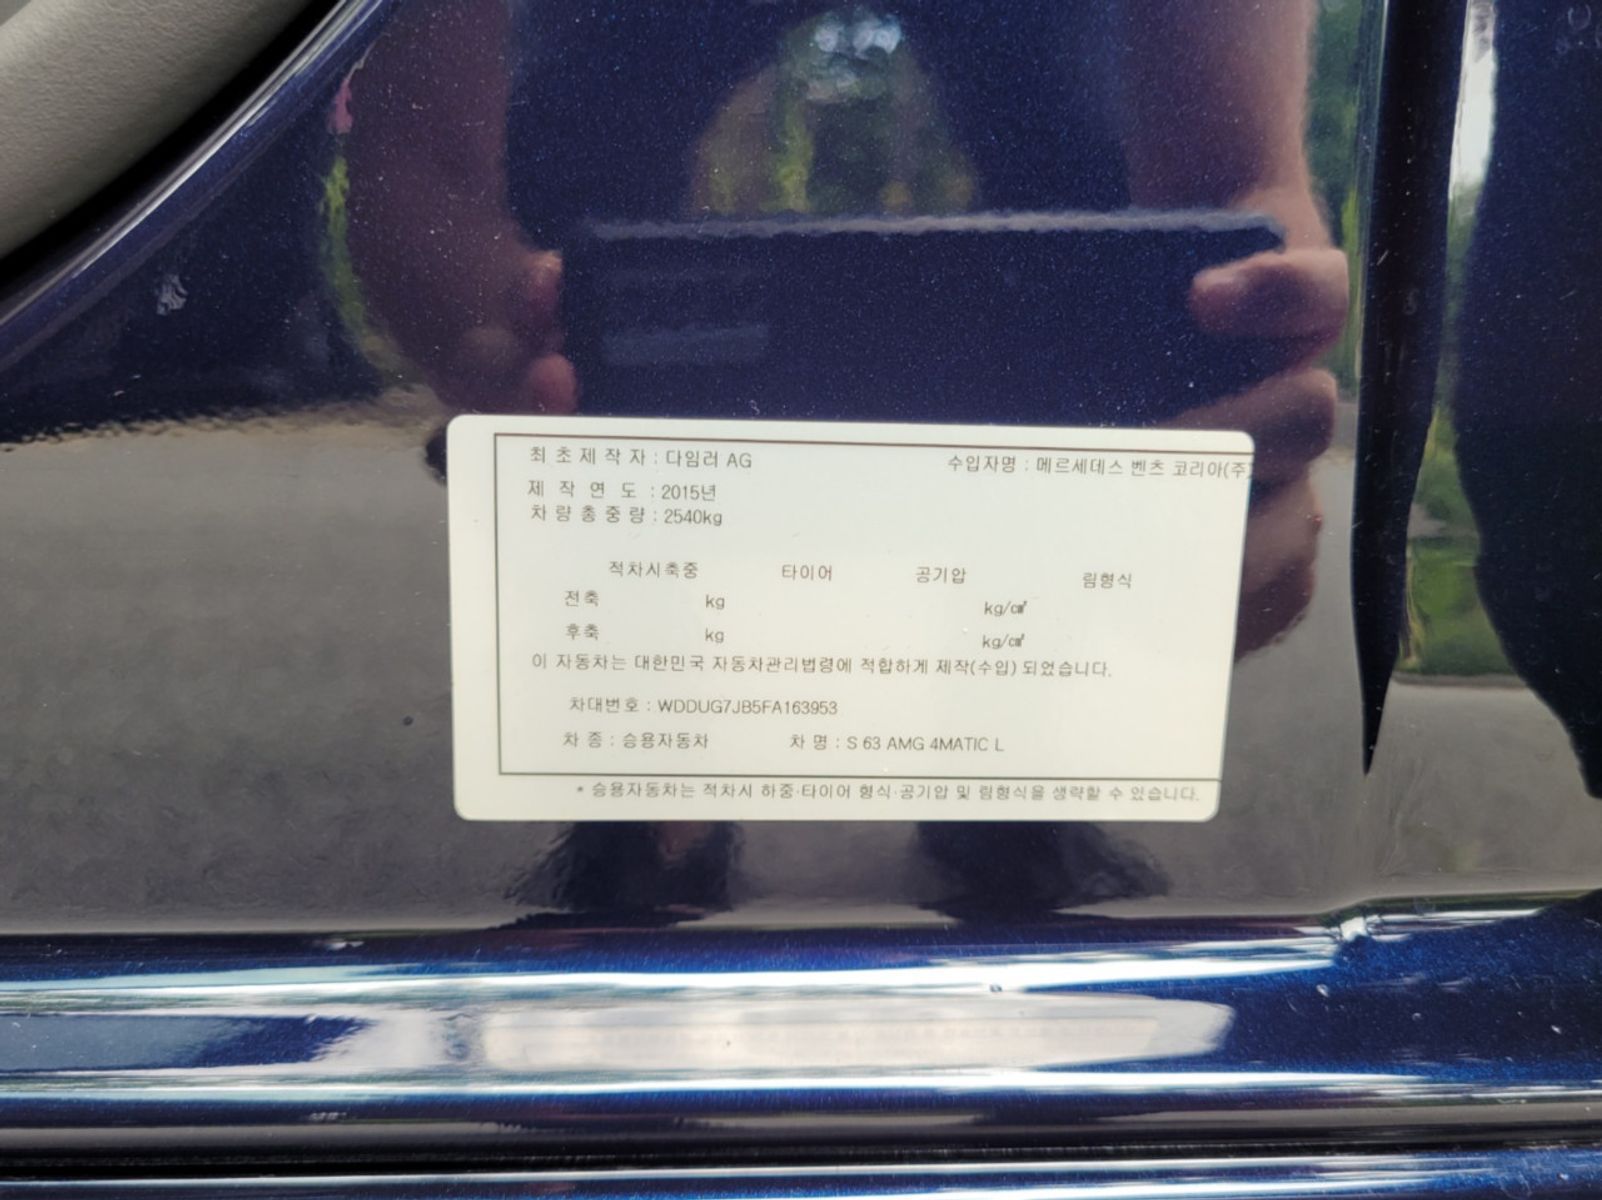 최 초 제 작 자 : 다임러 AG 수입자명 : 메르세데스 벤츠 코리아(주)
제 작 연 도 : 2015년
차 량 총 중 량 : 2540kg
적차시축중 타이어 공기압 림형식
전축 kg kg/㎠
후축 kg kg/㎠
이 자동차는 대한민국 자동차관리법령에 적합하게 제작(수입) 되었습니다.
차대번호 : WDDUG7JB5FA163953
차 종 : 승용자동차 차 명 : S 63 AMG 4MATIC L
* 승용자동차는 적차시 하중·타이어 형식·공기압 및 림형식을 생략할 수 있습니다.